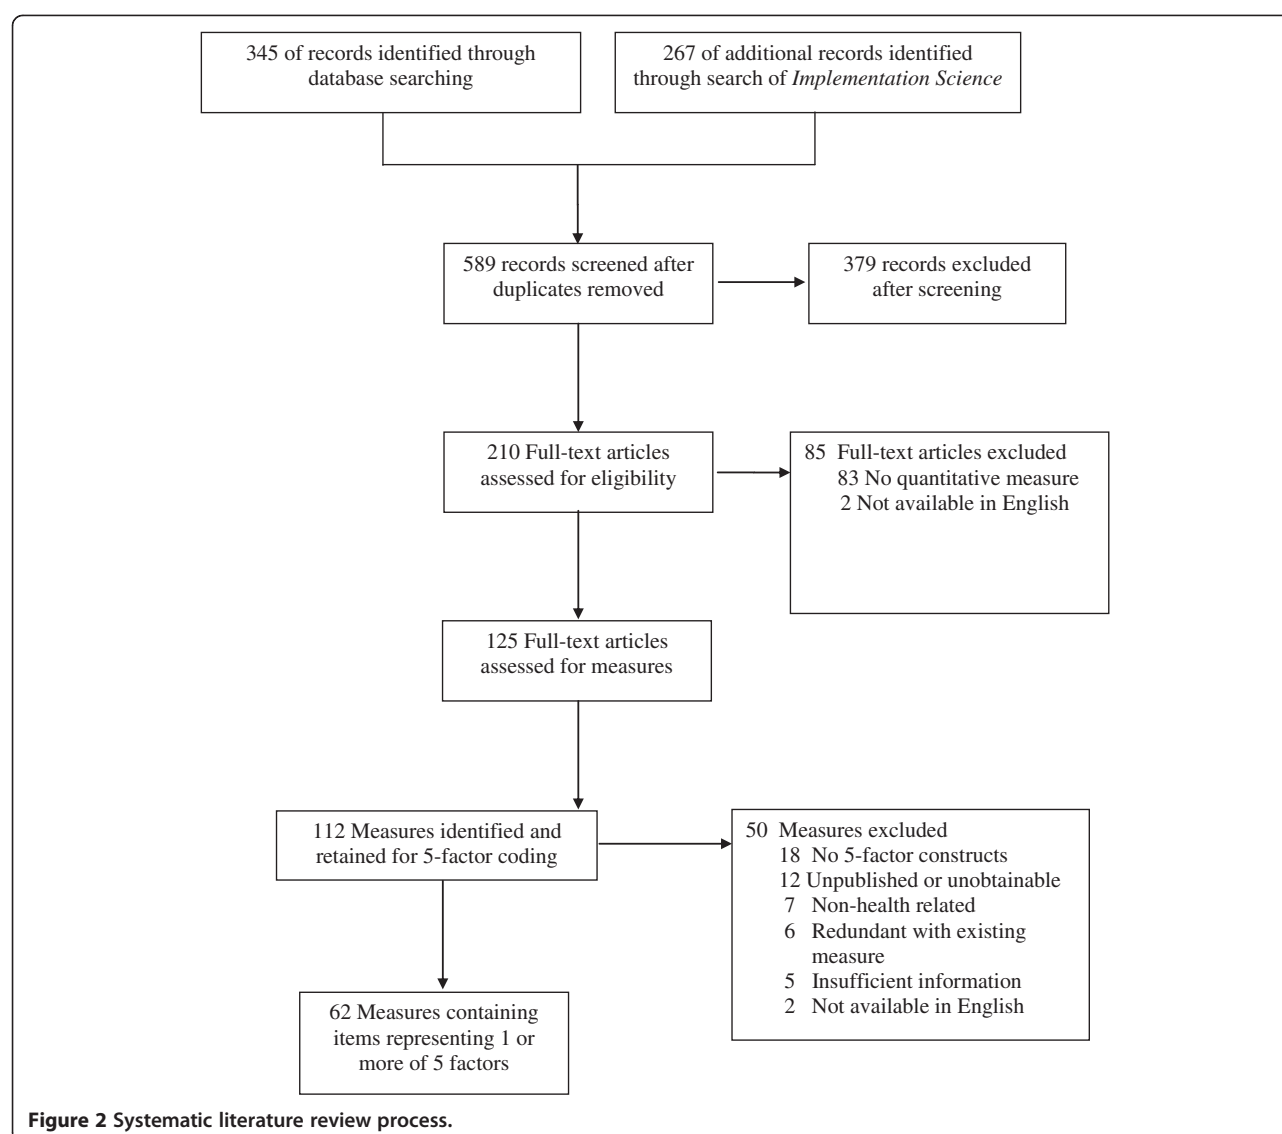 345 of records identified through
database searching
267 of additional records identified
through search of Implementation Science
589 records screened after
duplicates removed
379 records excluded
after screening
210 Full-text articles
assessed for eligibility
85 Full-text articles excluded
83 No quantitative measure
2 Not available in English
125 Full-text articles
assessed for measures
112 Measures identified and
retained for 5-factor coding
50 Measures excluded
18 No 5-factor constructs
12 Unpublished or unobtainable
7 Non-health related
6 Redundant with existing
measure
5 Insufficient information
2 Not available in English
62 Measures containing
items representing 1 or
more of 5 factors
Figure 2 Systematic literature review process.